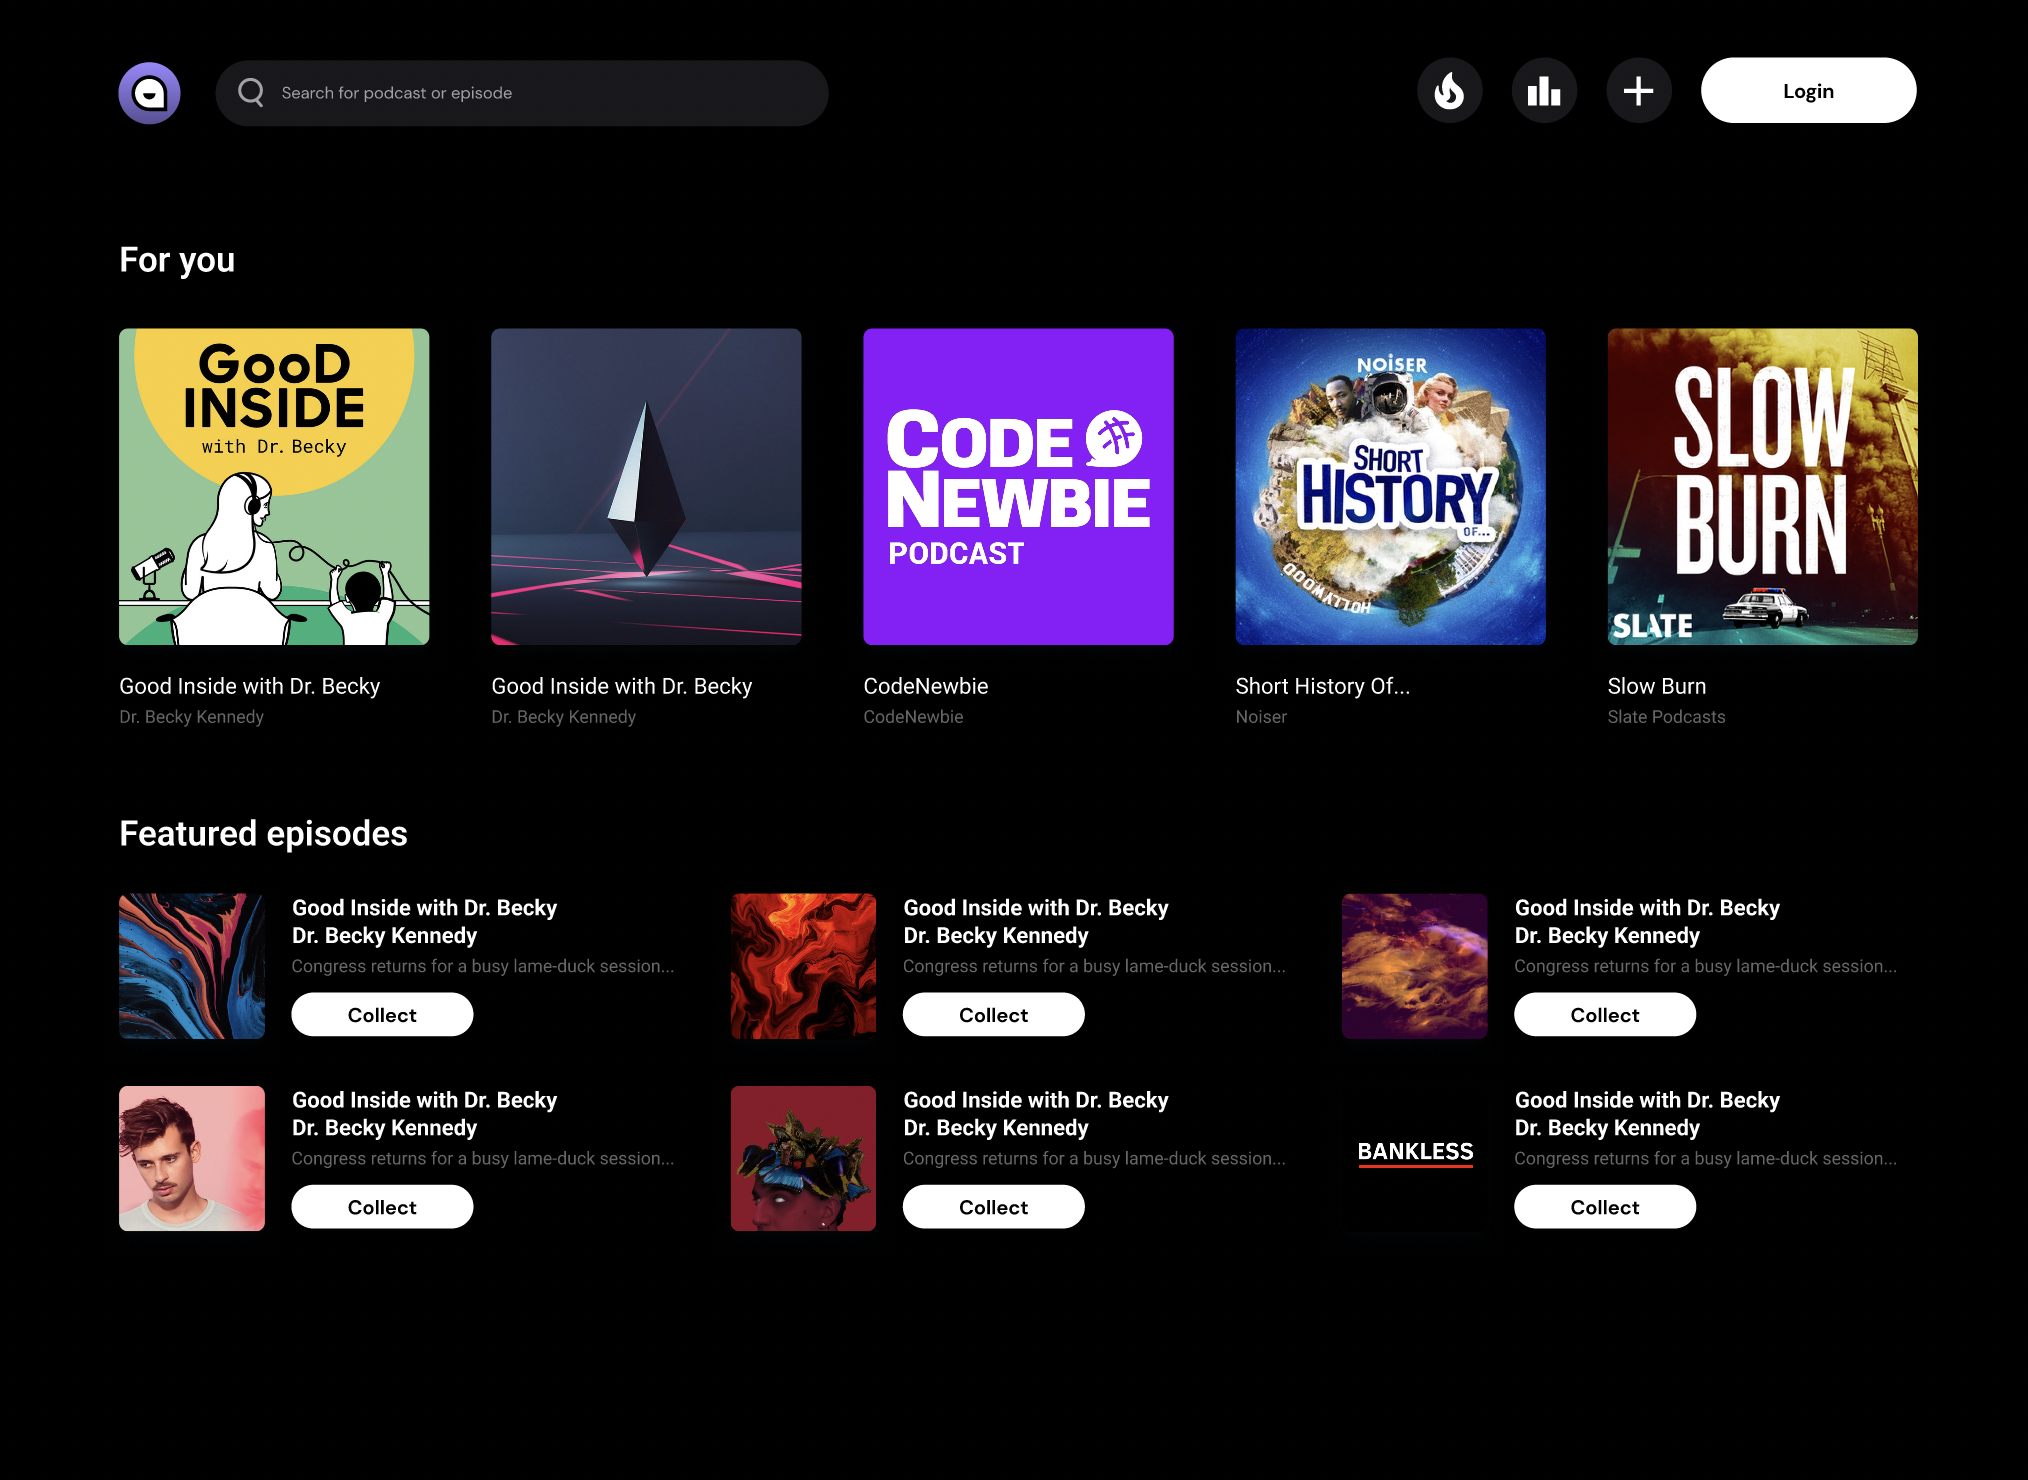 Search for podcast or episode
Login
For you
GooD
INSIDE
with Dr. Becky
CODE
NEWBIE
PODCAST
NOiSER
SHORT
HISTORY
OF...
HOLLYWOOD
SLOW
BURN
SLATE
Good Inside with Dr. Becky
Dr. Becky Kennedy
Good Inside with Dr. Becky
Dr. Becky Kennedy
CodeNewbie
CodeNewbie
Short History Of...
Noiser
Slow Burn
Slate Podcasts
Featured episodes
Good Inside with Dr. Becky
Dr. Becky Kennedy
Congress returns for a busy lame-duck session...
Collect
Good Inside with Dr. Becky
Dr. Becky Kennedy
Congress returns for a busy lame-duck session...
Collect
Good Inside with Dr. Becky
Dr. Becky Kennedy
Congress returns for a busy lame-duck session...
Collect
Good Inside with Dr. Becky
Dr. Becky Kennedy
Congress returns for a busy lame-duck session...
Collect
Good Inside with Dr. Becky
Dr. Becky Kennedy
Congress returns for a busy lame-duck session...
Collect
BANKLESS
Good Inside with Dr. Becky
Dr. Becky Kennedy
Congress returns for a busy lame-duck session...
Collect